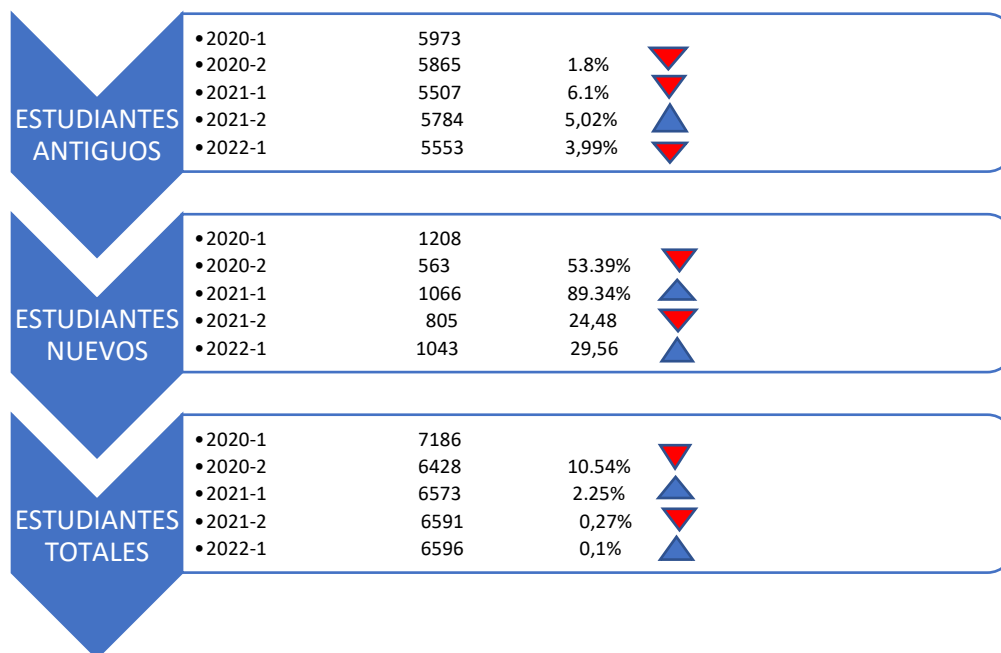 ESTUDIANTES
ANTIGUOS
•2020-1 5973
•2020-2 5865 1.8%
•2021-1 5507 6.1%
•2021-2 5784 5,02%
•2022-1 5553 3,99%
ESTUDIANTES
NUEVOS
•2020-1 1208
•2020-2 563 53.39%
•2021-1 1066 89.34%
•2021-2 805 24,48
•2022-1 1043 29,56
ESTUDIANTES
TOTALES
•2020-1 7186
•2020-2 6428 10.54%
•2021-1 6573 2.25%
•2021-2 6591 0,27%
•2022-1 6596 0,1%